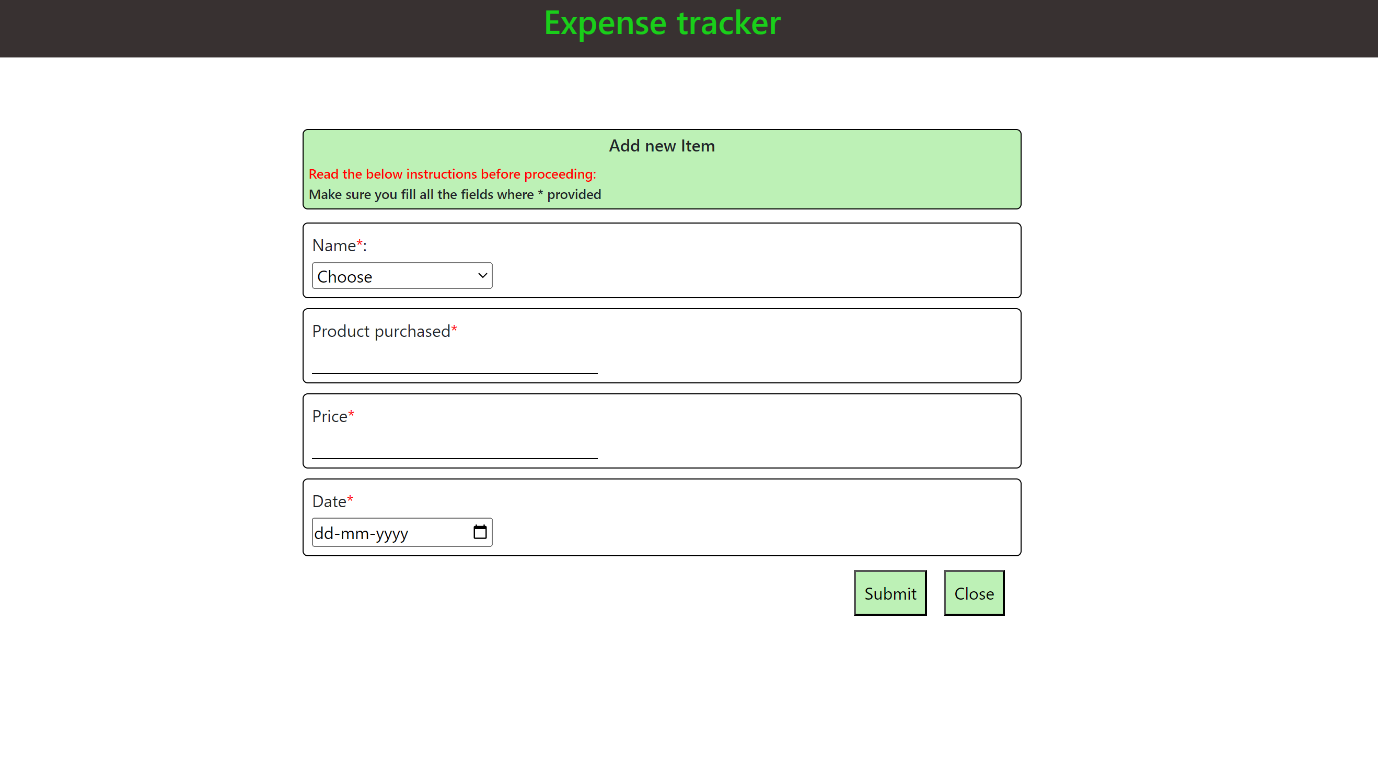 Expense tracker
Add new Item
Read the below instructions before proceeding:
Make sure you fill all the fields where * provided
Name*:
Choose
Product purchased*
Price*
Date*
dd-mm-yyyy
Submit Close